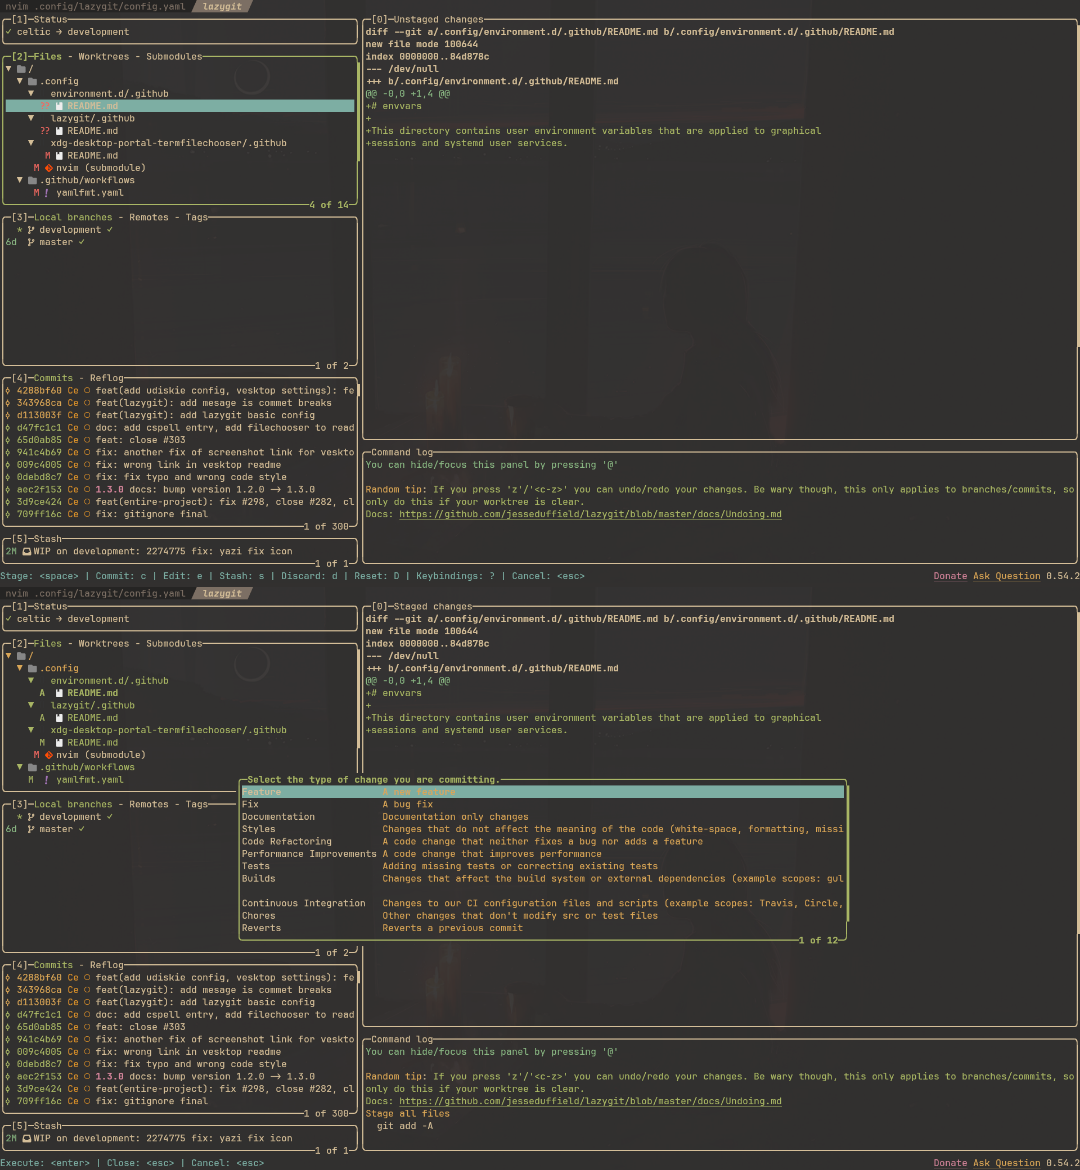 nvim .config/lazygit/config.yaml lazygit
[1]—Status
✓ celtic → development
[2]—Files - Worktrees - Submodules
▼ /
▼ .config
▼ environment.d/.github
?? README.md
▼ lazygit/.github
?? README.md
▼ xdg-desktop-portal-termfilechooser/.github
M README.md
M nvim (submodule)
▼ .github/workflows
M ! yamlfmt.yaml
4 of 14
[3]—Local branches - Remotes - Tags
* development ✓
6d master ✓
1 of 2
[4]—Commits - Reflog
4288bf60 Ce feat(add udiskie config, vesktop settings): fe
343968ca Ce feat(lazygit): add mesage is commet breaks
d113003f Ce feat(lazygit): add lazygit basic config
d47fc1c1 Ce doc: add cspell entry, add filechooser to read
65d0ab85 Ce feat: close #303
941c4b69 Ce fix: another fix of screenshot link for veskto
009c4005 Ce fix: wrong link in vesktop readme
0debd8c7 Ce fix: fix typo and wrong code style
aec2f153 Ce 1.3.0 docs: bump version 1.2.0 → 1.3.0
3d9ce424 Ce feat(entire-project): fix #298, close #282, cl
709ff16c Ce fix: gitignore final
1 of 300
[5]—Stash
2M WIP on development: 2274775 fix: yazi fix icon
1 of 1
[0]—Unstaged changes
diff --git a/.config/environment.d/.github/README.md b/.config/environment.d/.github/README.md
new file mode 100644
index 0000000..84d878c
--- /dev/null
+++ b/.config/environment.d/.github/README.md
@@ -0,0 +1,4 @@
+# envvars
+
+This directory contains user environment variables that are applied to graphical
+sessions and systemd user services.
Command log
You can hide/focus this panel by pressing '@'
Random tip: If you press 'z'/'<c-z>' you can undo/redo your changes. Be wary though, this only applies to branches/commits, so
only do this if your worktree is clear.
Docs: https://github.com/jesseduffield/lazygit/blob/master/docs/Undoing.md
Stage: <space> | Commit: c | Edit: e | Stash: s | Discard: d | Reset: D | Keybindings: ? | Cancel: <esc>
Donate Ask Question 0.54.2
nvim .config/lazygit/config.yaml lazygit
[1]—Status
✓ celtic → development
[2]—Files - Worktrees - Submodules
▼ /
▼ .config
▼ environment.d/.github
A README.md
▼ lazygit/.github
A README.md
▼ xdg-desktop-portal-termfilechooser/.github
M README.md
M nvim (submodule)
▼ .github/workflows
M ! yamlfmt.yaml
[3]—Local branches - Remotes - Tags
* development ✓
6d master ✓
1 of 2
[4]—Commits - Reflog
4288bf60 Ce feat(add udiskie config, vesktop settings): fe
343968ca Ce feat(lazygit): add mesage is commet breaks
d113003f Ce feat(lazygit): add lazygit basic config
d47fc1c1 Ce doc: add cspell entry, add filechooser to read
65d0ab85 Ce feat: close #303
941c4b69 Ce fix: another fix of screenshot link for veskto
009c4005 Ce fix: wrong link in vesktop readme
0debd8c7 Ce fix: fix typo and wrong code style
aec2f153 Ce 1.3.0 docs: bump version 1.2.0 → 1.3.0
3d9ce424 Ce feat(entire-project): fix #298, close #282, cl
709ff16c Ce fix: gitignore final
1 of 300
[5]—Stash
2M WIP on development: 2274775 fix: yazi fix icon
1 of 1
[0]—Staged changes
diff --git a/.config/environment.d/.github/README.md b/.config/environment.d/.github/README.md
new file mode 100644
index 0000000..84d878c
--- /dev/null
+++ b/.config/environment.d/.github/README.md
@@ -0,0 +1,4 @@
+# envvars
+
+This directory contains user environment variables that are applied to graphical
+sessions and systemd user services.
Select the type of change you are committing.
Feature A new feature
Fix A bug fix
Documentation Documentation only changes
Styles Changes that do not affect the meaning of the code (white-space, formatting, missi
Code Refactoring A code change that neither fixes a bug nor adds a feature
Performance Improvements A code change that improves performance
Tests Adding missing tests or correcting existing tests
Builds Changes that affect the build system or external dependencies (example scopes: gul
Continuous Integration Changes to our CI configuration files and scripts (example scopes: Travis, Circle,
Chores Other changes that don't modify src or test files
Reverts Reverts a previous commit
1 of 12
Command log
You can hide/focus this panel by pressing '@'
Random tip: If you press 'z'/'<c-z>' you can undo/redo your changes. Be wary though, this only applies to branches/commits, so
only do this if your worktree is clear.
Docs: https://github.com/jesseduffield/lazygit/blob/master/docs/Undoing.md
Stage all files
git add -A
Execute: <enter> | Close: <esc> | Cancel: <esc>
Donate Ask Question 0.54.2